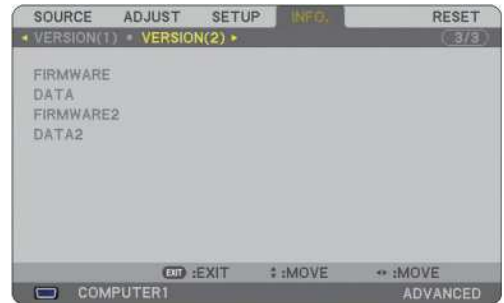 SOURCE ADJUST SETUP INFO. RESET
◂ VERSION(1) • VERSION(2) ▸ (3/3)
FIRMWARE
DATA
FIRMWARE2
DATA2
EXIT :EXIT ♦ :MOVE ◂▸ :MOVE
COMPUTER1 ADVANCED